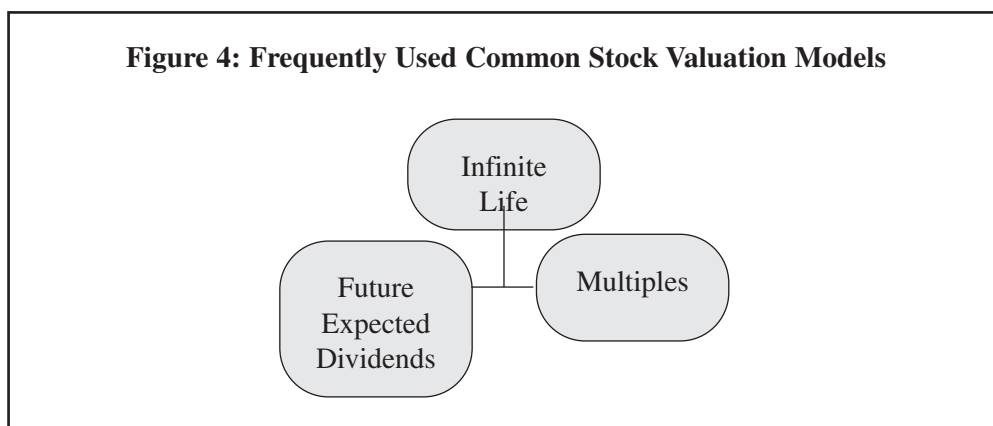 Figure 4: Frequently Used Common Stock Valuation Models
Infinite
Life
Future
Expected
Dividends
Multiples